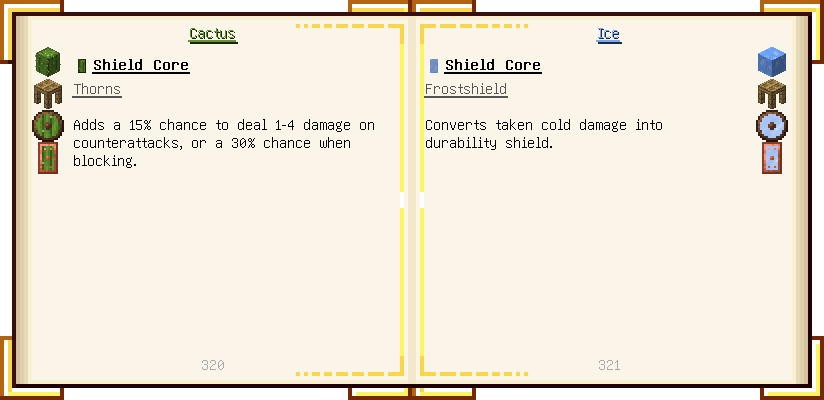 Cactus
Shield Core
Thorns
Adds a 15% chance to deal 1-4 damage on
counterattacks, or a 30% chance when
blocking.
320
Ice
Shield Core
Frostshield
Converts taken cold damage into
durability shield.
321